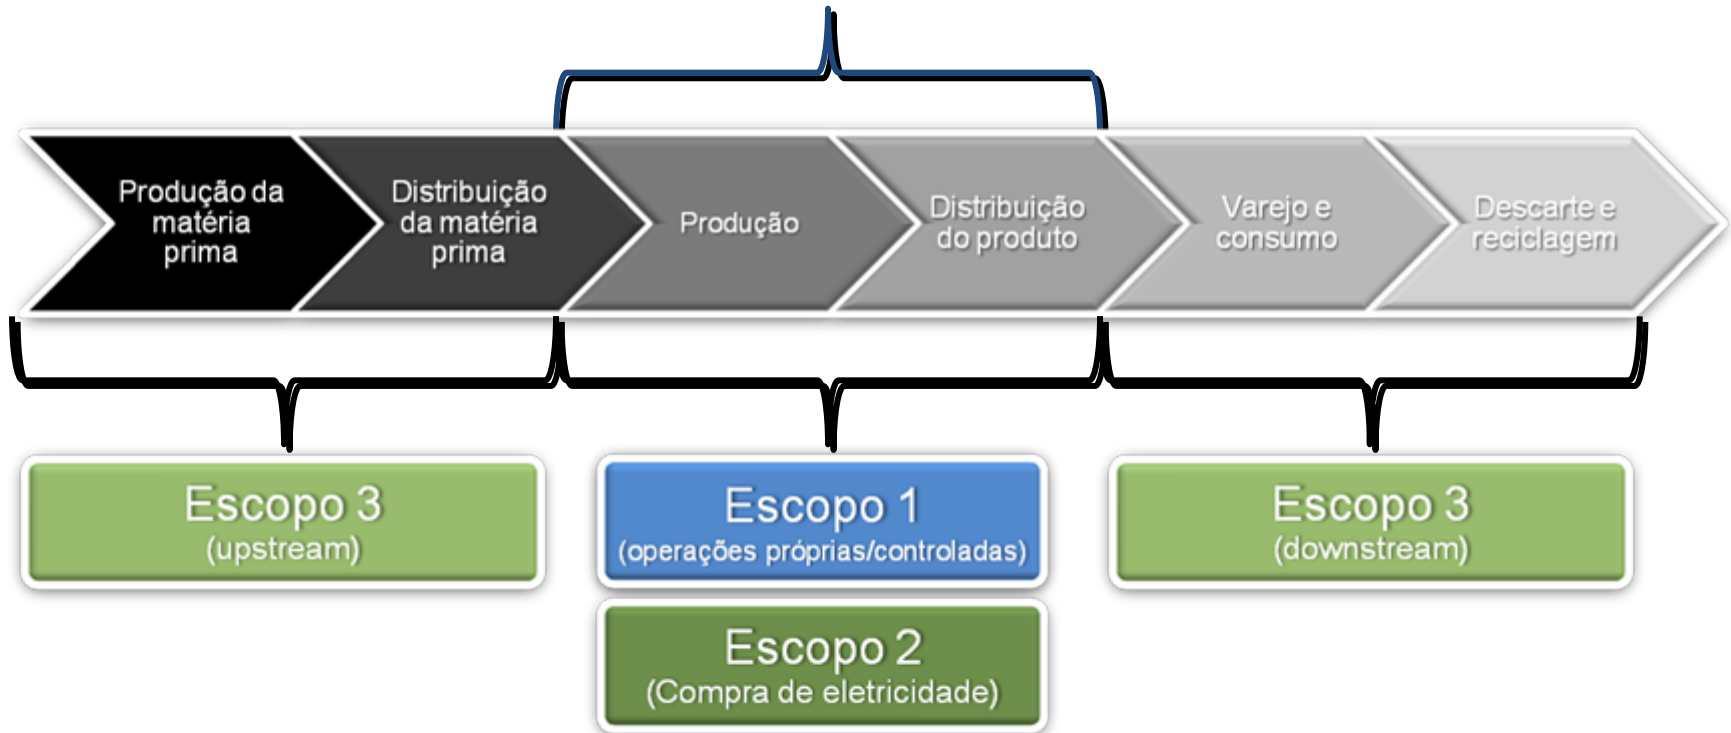 Produção da
matéria
prima
Distribuição
da matéria
prima
Produção
Distribuição
do produto
Varejo e
consumo
Descarte e
reciclagem
Escopo 3
(upstream)
Escopo 1
(operações próprias/controladas)
Escopo 2
(Compra de eletricidade)
Escopo 3
(downstream)